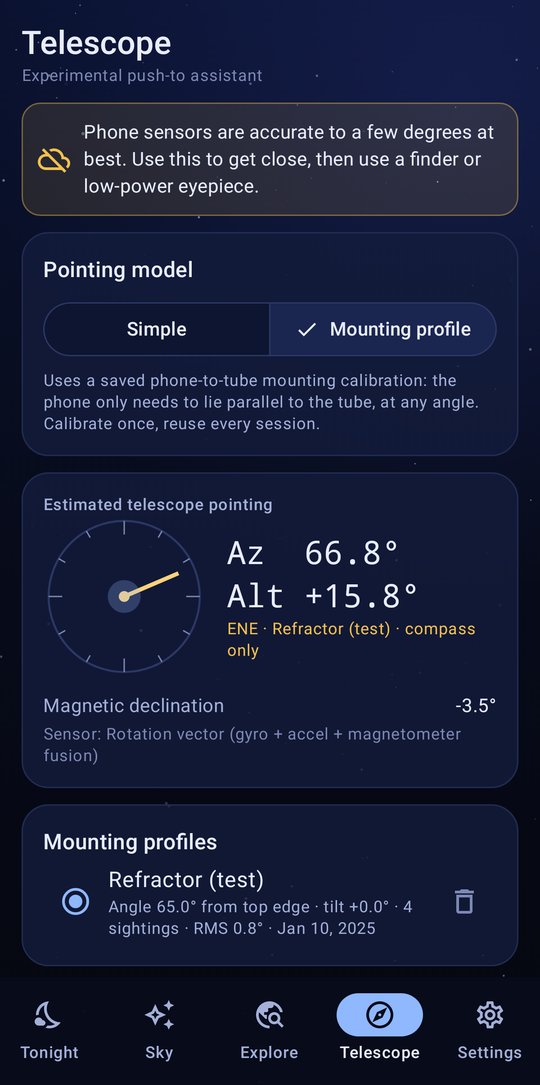 Telescope
Experimental push-to assistant
Phone sensors are accurate to a few degrees at
best. Use this to get close, then use a finder or
low-power eyepiece.
Pointing model
Simple
Mounting profile
Uses a saved phone-to-tube mounting calibration: the
phone only needs to lie parallel to the tube, at any angle.
Calibrate once, reuse every session.
Estimated telescope pointing
Az 66.8°
Alt +15.8°
ENE · Refractor (test) · compass
only
Magnetic declination -3.5°
Sensor: Rotation vector (gyro + accel + magnetometer
fusion)
Mounting profiles
Refractor (test)
Angle 65.0° from top edge · tilt +0.0° · 4
sightings · RMS 0.8° · Jan 10, 2025
Tonight
Sky
Explore
Telescope
Settings